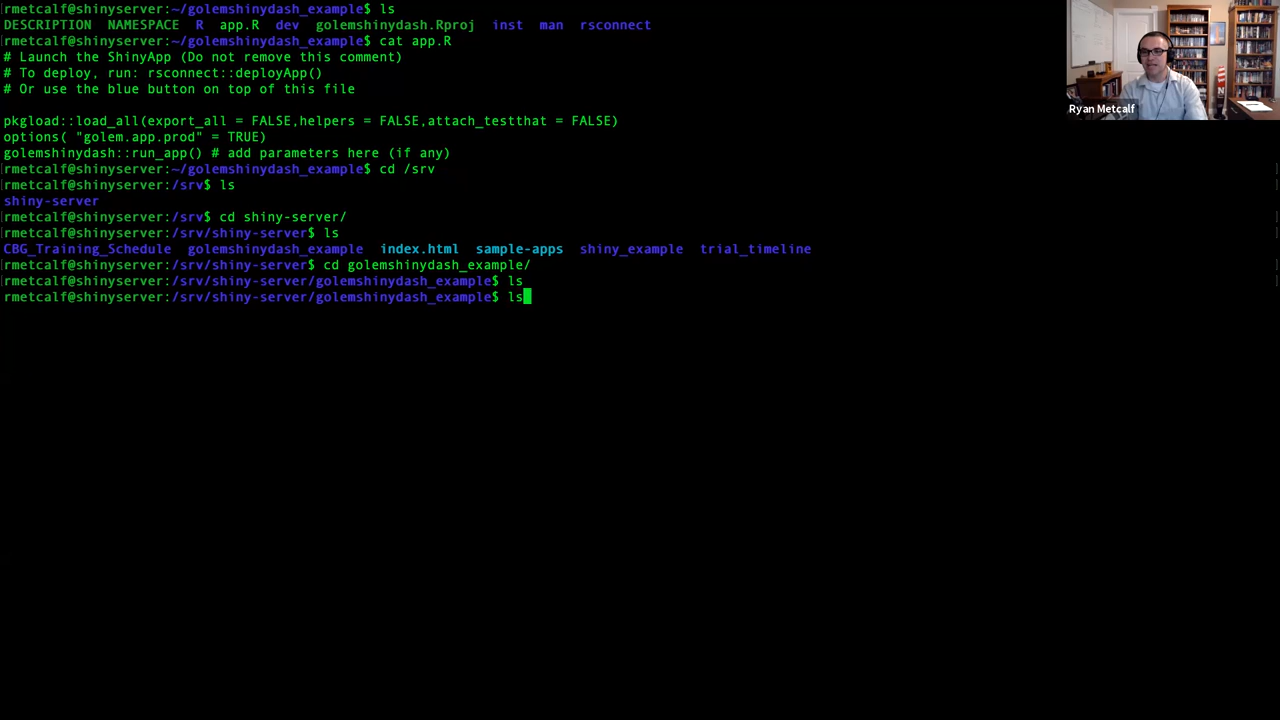 rmetcalf@shinyserver:~/golemshinydash_example$ ls
DESCRIPTION NAMESPACE R app.R dev golemshinydash.Rproj inst man rsconnect
rmetcalf@shinyserver:~/golemshinydash_example$ cat app.R
# Launch the ShinyApp (Do not remove this comment)
# To deploy, run: rsconnect::deployApp()
# Or use the blue button on top of this file
pkgload::load_all(export_all = FALSE,helpers = FALSE,attach_testthat = FALSE)
options( "golem.app.prod" = TRUE)
golemshinydash::run_app() # add parameters here (if any)
rmetcalf@shinyserver:~/golemshinydash_example$ cd /srv
rmetcalf@shinyserver:/srv$ ls
shiny-server
rmetcalf@shinyserver:/srv$ cd shiny-server/
rmetcalf@shinyserver:/srv/shiny-server$ ls
CBG_Training_Schedule golemshinydash_example index.html sample-apps shiny_example trial_timeline
rmetcalf@shinyserver:/srv/shiny-server$ cd golemshinydash_example/
rmetcalf@shinyserver:/srv/shiny-server/golemshinydash_example$ ls
rmetcalf@shinyserver:/srv/shiny-server/golemshinydash_example$ ls
Ryan Metcalf